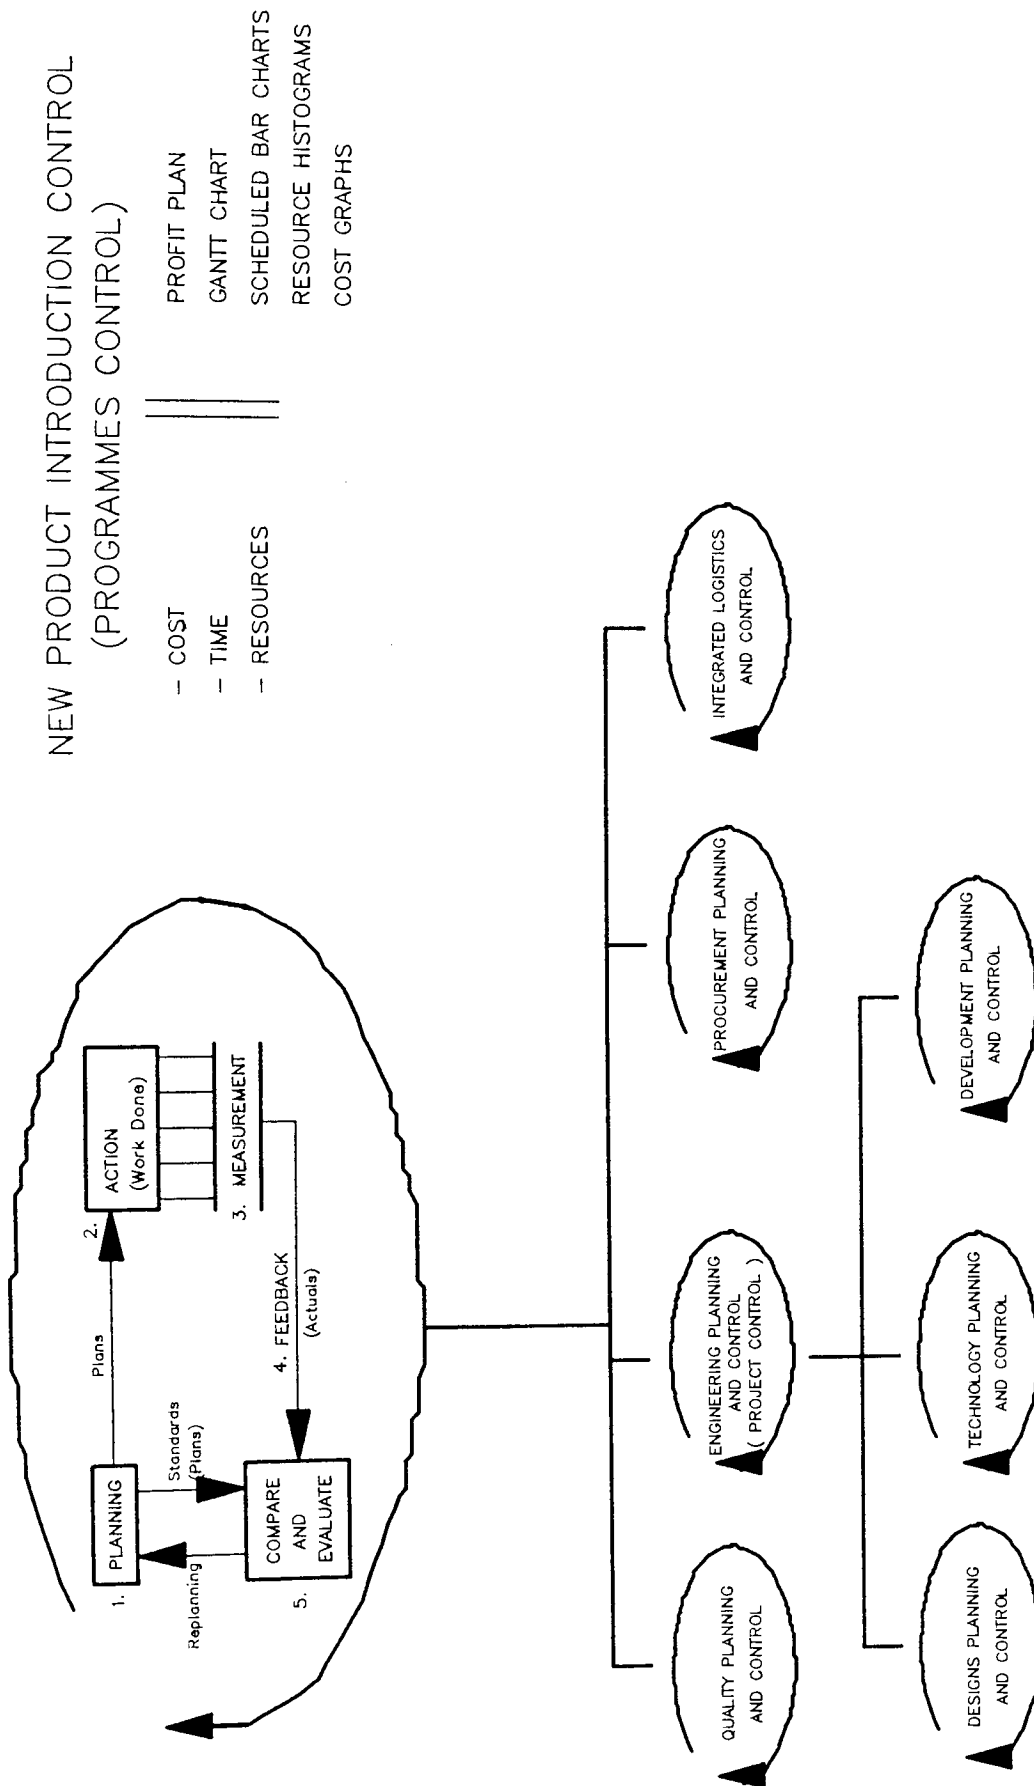 NEW PRODUCT INTRODUCTION CONTROL
(PROGRAMMES CONTROL)
- COST
- TIME
- RESOURCES
PROFIT PLAN
GANTT CHART
SCHEDULED BAR CHARTS
RESOURCE HISTOGRAMS
COST GRAPHS
1. PLANNING
Plans
2.
ACTION
(Work Done)
3. MEASUREMENT
4. FEEDBACK
(Actuals)
Standards
(Plans)
Replanning
5.
COMPARE
AND
EVALUATE
QUALITY PLANNING
AND CONTROL
ENGINEERING PLANNING
AND CONTROL
( PROJECT CONTROL )
PROCUREMENT PLANNING
AND CONTROL
INTEGRATED LOGISTICS
AND CONTROL
DESIGNS PLANNING
AND CONTROL
TECHNOLOGY PLANNING
AND CONTROL
DEVELOPMENT PLANNING
AND CONTROL